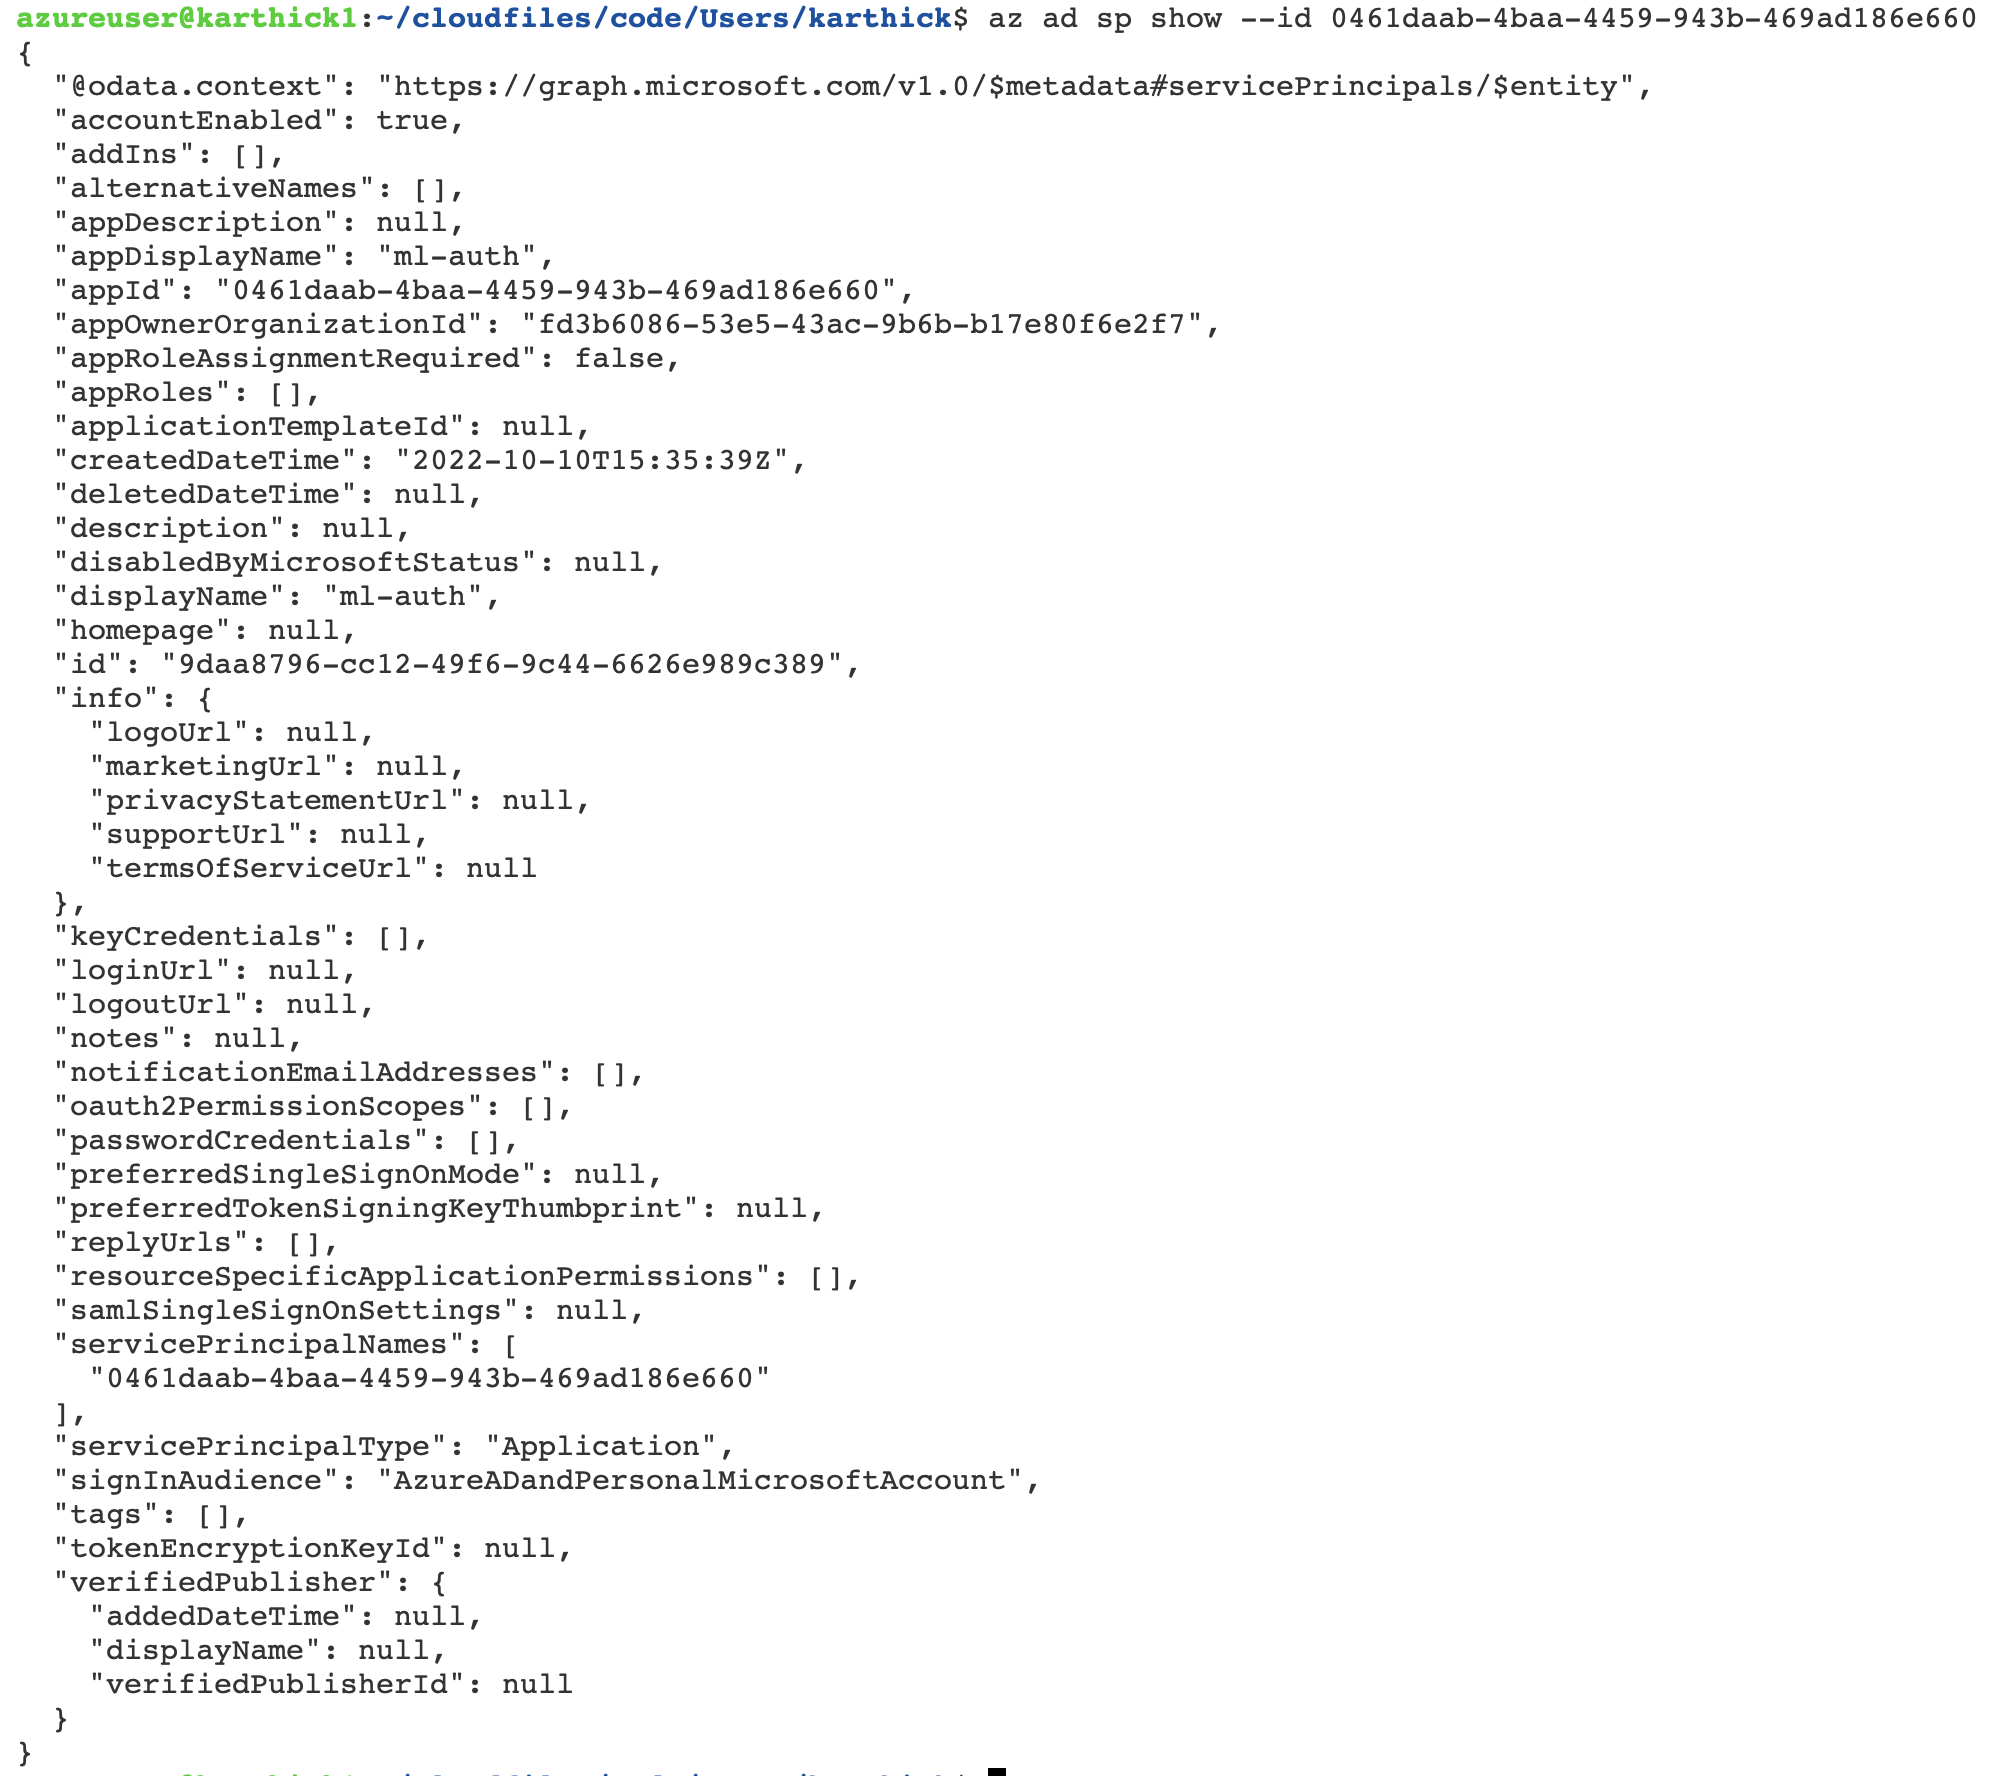 azureuser@karthick1:~/cloudfiles/code/Users/karthick$ az ad sp show --id 0461daab-4baa-4459-943b-469ad186e660
{
  "@odata.context": "https://graph.microsoft.com/v1.0/$metadata#servicePrincipals/$entity",
  "accountEnabled": true,
  "addIns": [],
  "alternativeNames": [],
  "appDescription": null,
  "appDisplayName": "ml-auth",
  "appId": "0461daab-4baa-4459-943b-469ad186e660",
  "appOwnerOrganizationId": "fd3b6086-53e5-43ac-9b6b-b17e80f6e2f7",
  "appRoleAssignmentRequired": false,
  "appRoles": [],
  "applicationTemplateId": null,
  "createdDateTime": "2022-10-10T15:35:39Z",
  "deletedDateTime": null,
  "description": null,
  "disabledByMicrosoftStatus": null,
  "displayName": "ml-auth",
  "homepage": null,
  "id": "9daa8796-cc12-49f6-9c44-6626e989c389",
  "info": {
    "logoUrl": null,
    "marketingUrl": null,
    "privacyStatementUrl": null,
    "supportUrl": null,
    "termsOfServiceUrl": null
  },
  "keyCredentials": [],
  "loginUrl": null,
  "logoutUrl": null,
  "notes": null,
  "notificationEmailAddresses": [],
  "oauth2PermissionScopes": [],
  "passwordCredentials": [],
  "preferredSingleSignOnMode": null,
  "preferredTokenSigningKeyThumbprint": null,
  "replyUrls": [],
  "resourceSpecificApplicationPermissions": [],
  "samlSingleSignOnSettings": null,
  "servicePrincipalNames": [
    "0461daab-4baa-4459-943b-469ad186e660"
  ],
  "servicePrincipalType": "Application",
  "signInAudience": "AzureADandPersonalMicrosoftAccount",
  "tags": [],
  "tokenEncryptionKeyId": null,
  "verifiedPublisher": {
    "addedDateTime": null,
    "displayName": null,
    "verifiedPublisherId": null
  }
}